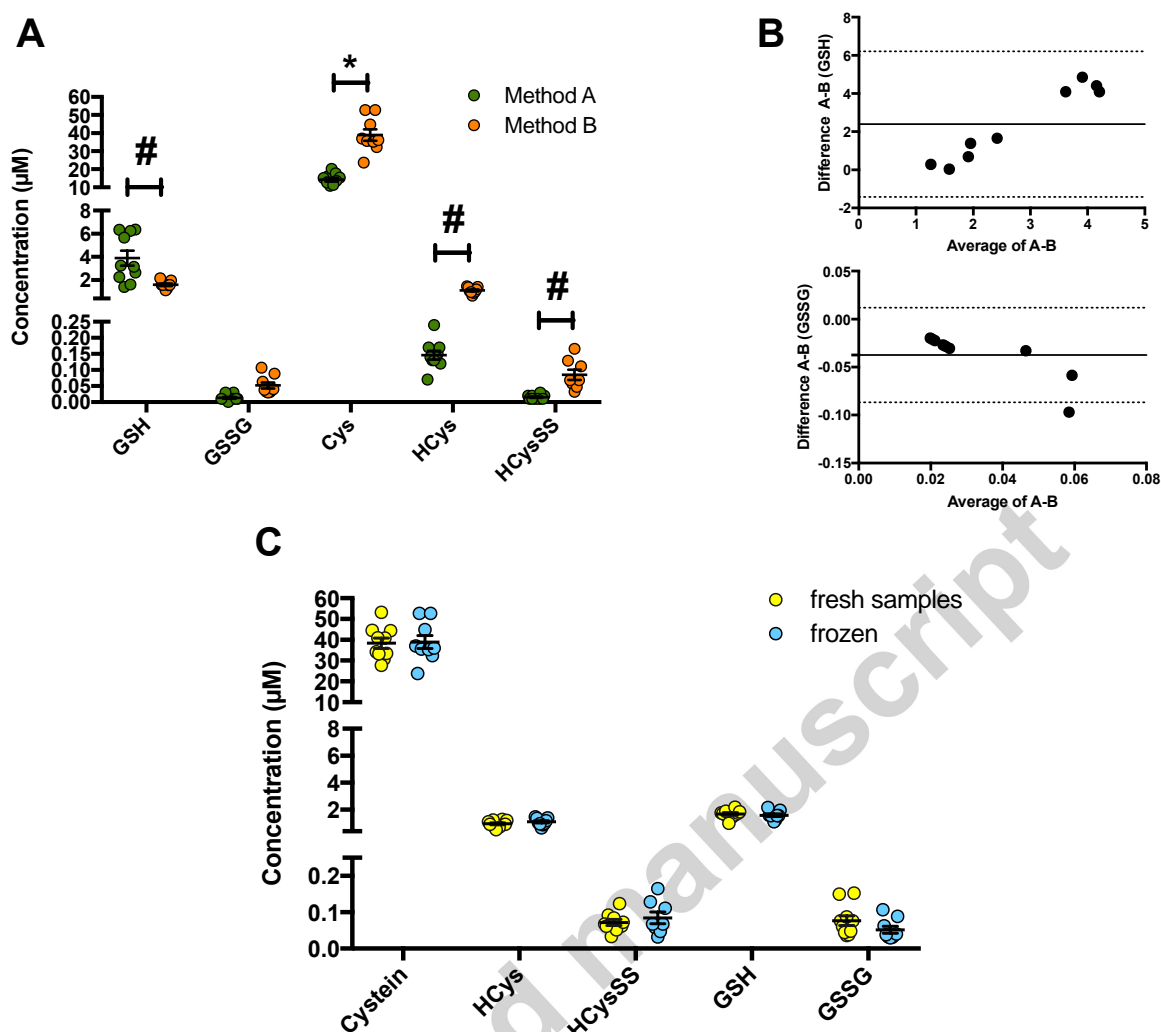 A
Method A
Method B
*
#
#
#
Concentration (µM)
60
50
40
30
20
10
8
6
4
2
0.25
0.20
0.15
0.10
0.05
0.00
GSH
GSSG
Cys
HCys
HCysSS
B
Difference A-B (GSH)
8
6
4
2
0
-2
0
1
2
3
4
5
Average of A-B
Difference A-B (GSSG)
0.05
0.00
-0.05
-0.10
-0.15
0.00
0.02
0.04
0.06
0.08
Average of A-B
C
fresh samples
frozen
Concentration (µM)
60
50
40
30
20
10
8
6
4
2
0.2
0.1
0.0
Cystein
HCys
HCysSS
GSH
GSSG
d manuscript